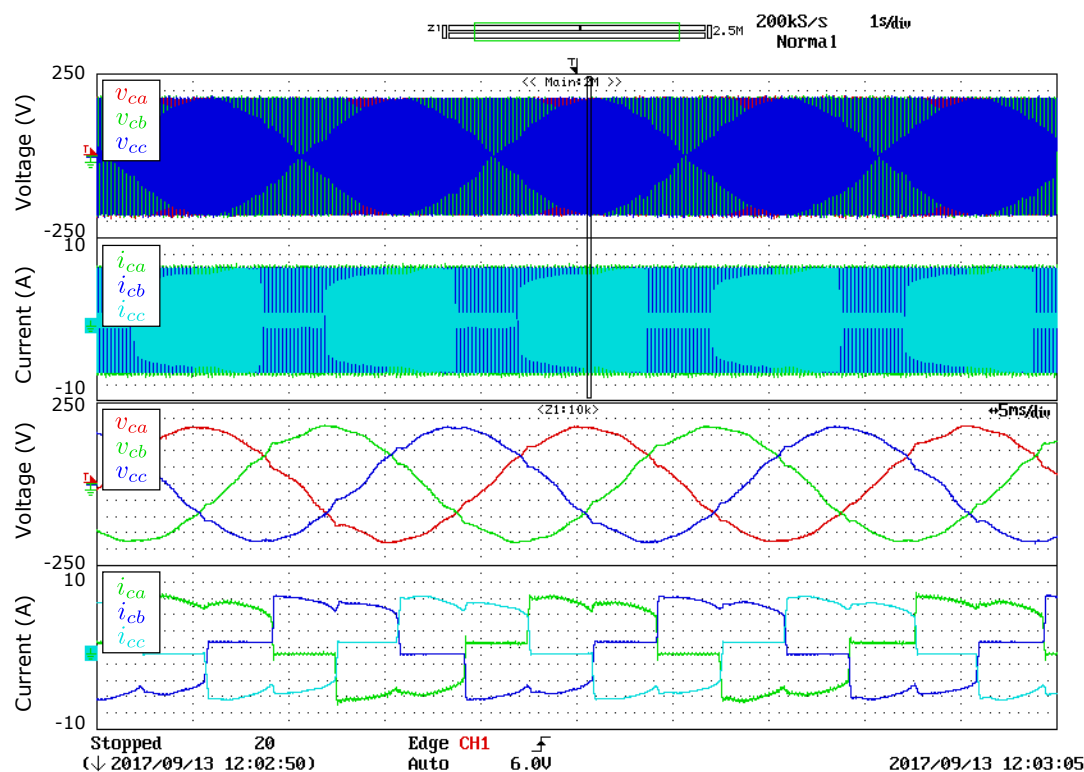 Z1 2.5M 200kS/s 1s/div
Normal
T
<< Main:2M >>
250
Voltage (V)
v_ca
v_cb
v_cc
T
-250
10
Current (A)
i_ca
i_cb
i_cc
-10
250
<Z1:10k> ↔5ms/div
Voltage (V)
v_ca
v_cb
v_cc
T
-250
10
Current (A)
i_ca
i_cb
i_cc
-10
Stopped 20 Edge CH1
(↓ 2017/09/13 12:02:50) Auto 6.0V 2017/09/13 12:03:05